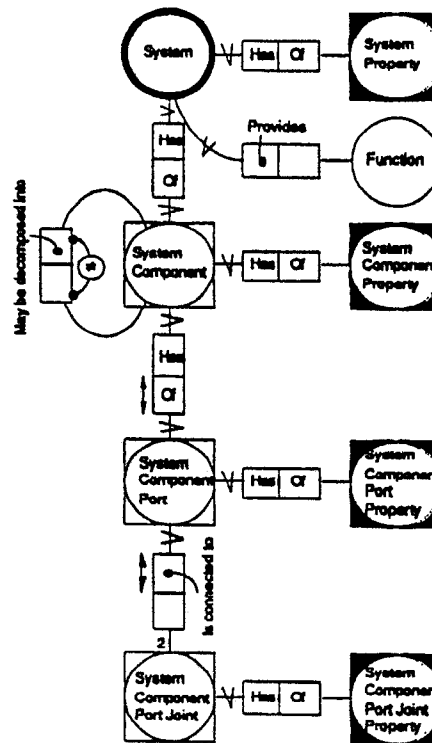 System
Has Of
System
Property
Provides
Function
Has
Of
May be decomposed into
System
Component
Has Of
System
Component
Property
Has
Of
System
Component
Port
Has Of
System
Component
Port
Property
Is connected to
2
System
Component
Port Joint
Has Of
System
Component
Port Joint
Property